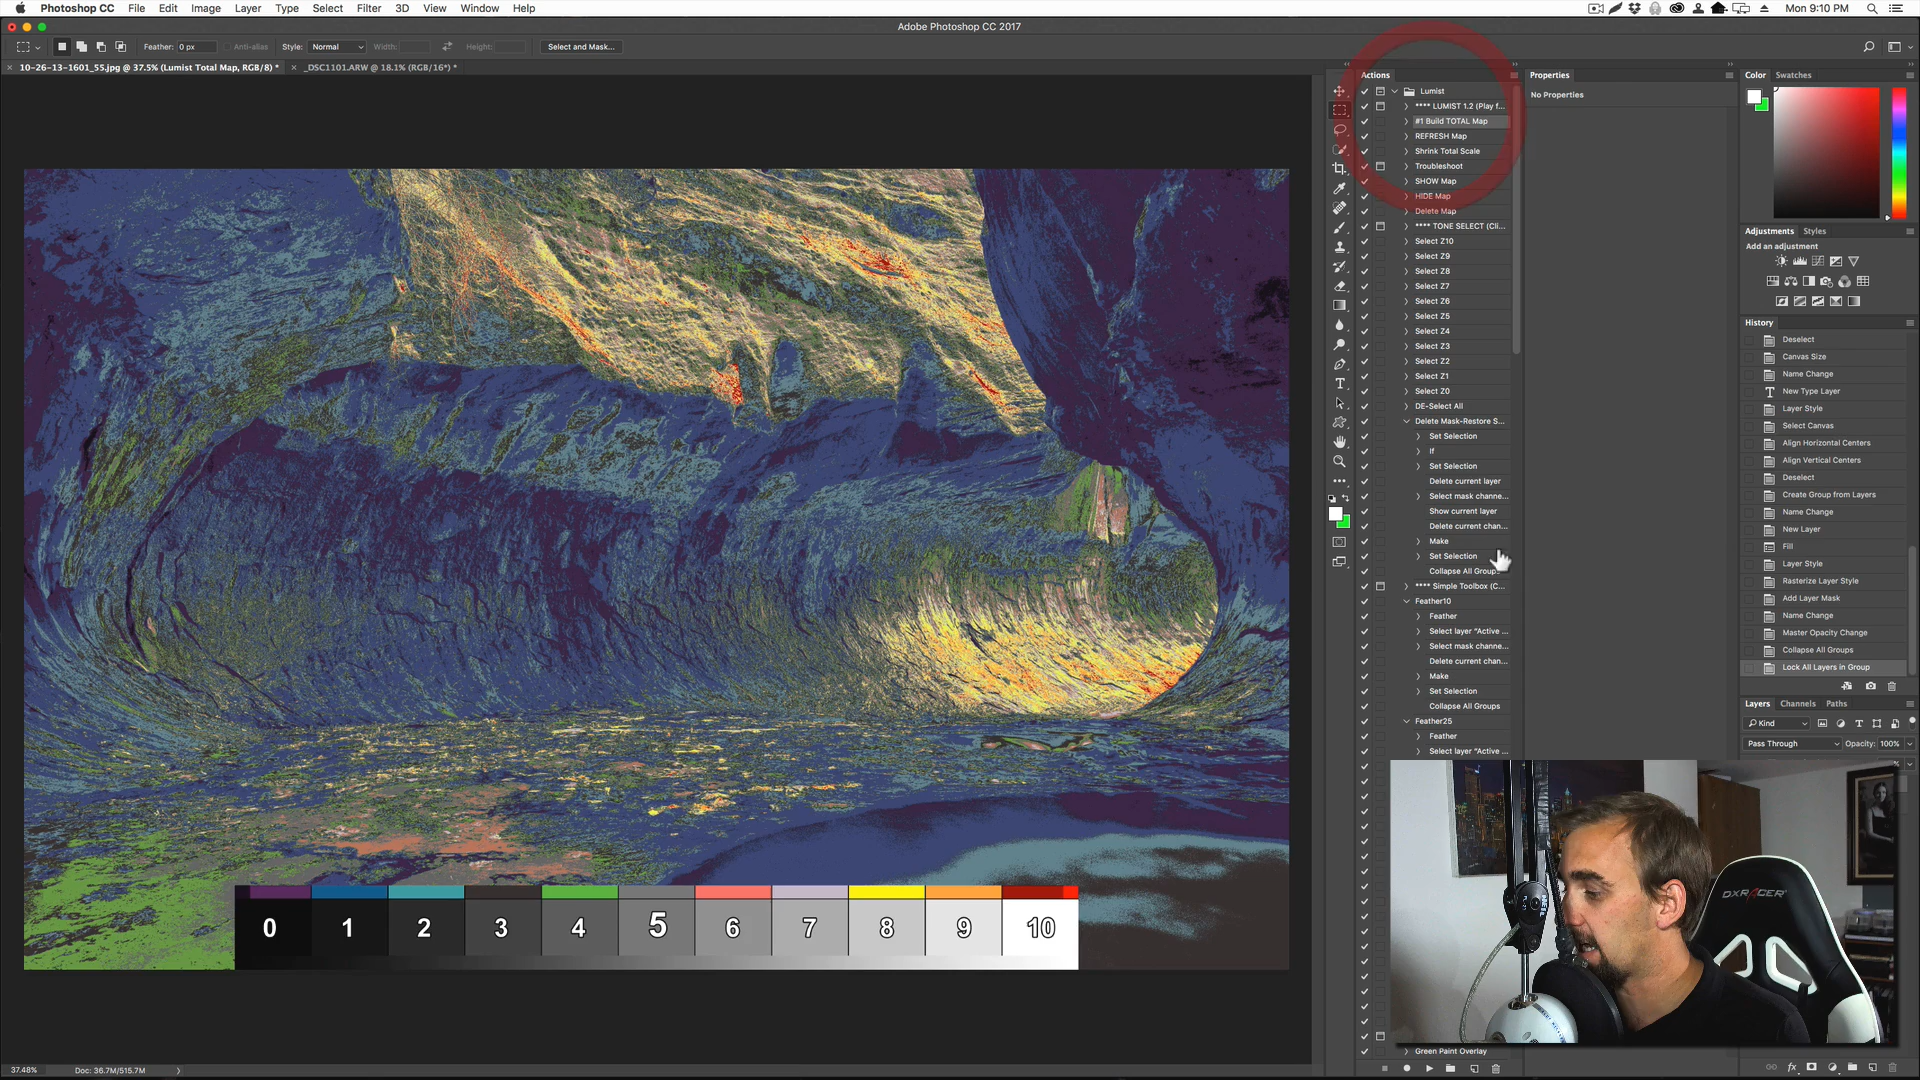 Photoshop CC File Edit Image Layer Type Select Filter 3D View Window Help Mon 9:10 PM
Adobe Photoshop CC 2017
Feather: 0 px Anti-alias Style: Normal Width: Height: Select and Mask...
10-26-13-1601_55.jpg @ 37.5% (Lumist Total Map, RGB/8) * _DSC1101.ARW @ 18.1% (RGB/16*) *
Actions
Lumist
**** LUMIST 1.2 (Play f...
#1 Build TOTAL Map
REFRESH Map
Shrink Total Scale
Troubleshoot
SHOW Map
HIDE Map
Delete Map
**** TONE SELECT (Cli...
Select Z10
Select Z9
Select Z8
Select Z7
Select Z6
Select Z5
Select Z4
Select Z3
Select Z2
Select Z1
Select Z0
DE-Select All
Delete Mask-Restore S...
Set Selection
If
Set Selection
Delete current layer
Select mask channe...
Show current layer
Delete current chan...
Make
Set Selection
Collapse All Group
**** Simple Toolbox (C...
Feather10
Feather
Select layer "Active ...
Select mask channe...
Delete current chan...
Make
Set Selection
Collapse All Groups
Feather25
Feather
Select layer "Active ...
Green Paint Overlay
Properties
No Properties
Color Swatches
Adjustments Styles
Add an adjustment
History
Deselect
Canvas Size
Name Change
New Type Layer
Layer Style
Select Canvas
Align Horizontal Centers
Align Vertical Centers
Deselect
Create Group from Layers
Name Change
New Layer
Fill
Layer Style
Rasterize Layer Style
Add Layer Mask
Name Change
Master Opacity Change
Collapse All Groups
Lock All Layers in Group
Layers Channels Paths
Kind
Pass Through Opacity: 100%
DXRACER
0 1 2 3 4 5 6 7 8 9 10
37.48% Doc: 36.7M/515.7M